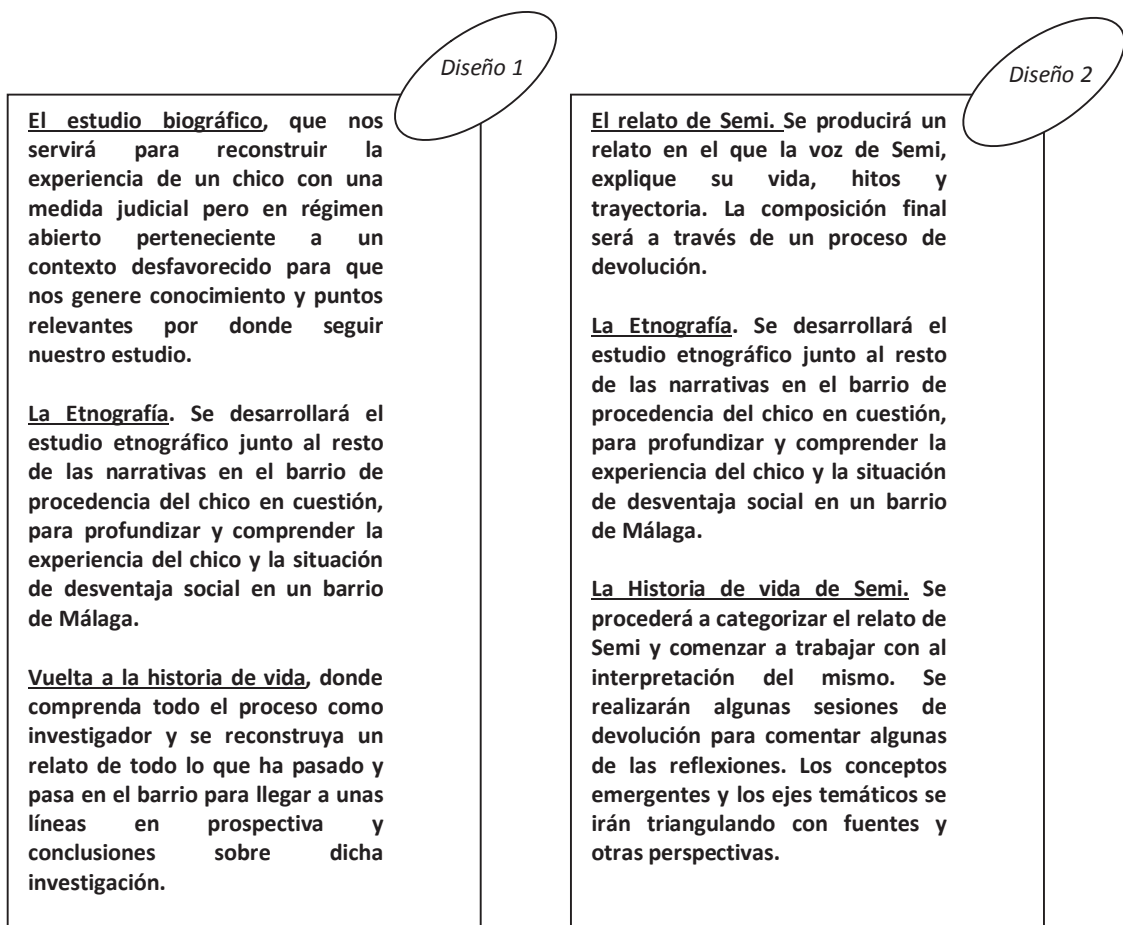 Diseño 1
El estudio biográfico, que nos
servirá para reconstruir la
experiencia de un chico con una
medida judicial pero en régimen
abierto perteneciente a un
contexto desfavorecido para que
nos genere conocimiento y puntos
relevantes por donde seguir
nuestro estudio.
La Etnografía. Se desarrollará el
estudio etnográfico junto al resto
de las narrativas en el barrio de
procedencia del chico en cuestión,
para profundizar y comprender la
experiencia del chico y la situación
de desventaja social en un barrio
de Málaga.
Vuelta a la historia de vida, donde
comprenda todo el proceso como
investigador y se reconstruya un
relato de todo lo que ha pasado y
pasa en el barrio para llegar a unas
líneas en prospectiva y
conclusiones sobre dicha
investigación.
Diseño 2
El relato de Semi. Se producirá un
relato en el que la voz de Semi,
explique su vida, hitos y
trayectoria. La composición final
será a través de un proceso de
devolución.
La Etnografía. Se desarrollará el
estudio etnográfico junto al resto
de las narrativas en el barrio de
procedencia del chico en cuestión,
para profundizar y comprender la
experiencia del chico y la situación
de desventaja social en un barrio
de Málaga.
La Historia de vida de Semi. Se
procederá a categorizar el relato de
Semi y comenzar a trabajar con al
interpretación del mismo. Se
realizarán algunas sesiones de
devolución para comentar algunas
de las reflexiones. Los conceptos
emergentes y los ejes temáticos se
irán triangulando con fuentes y
otras perspectivas.